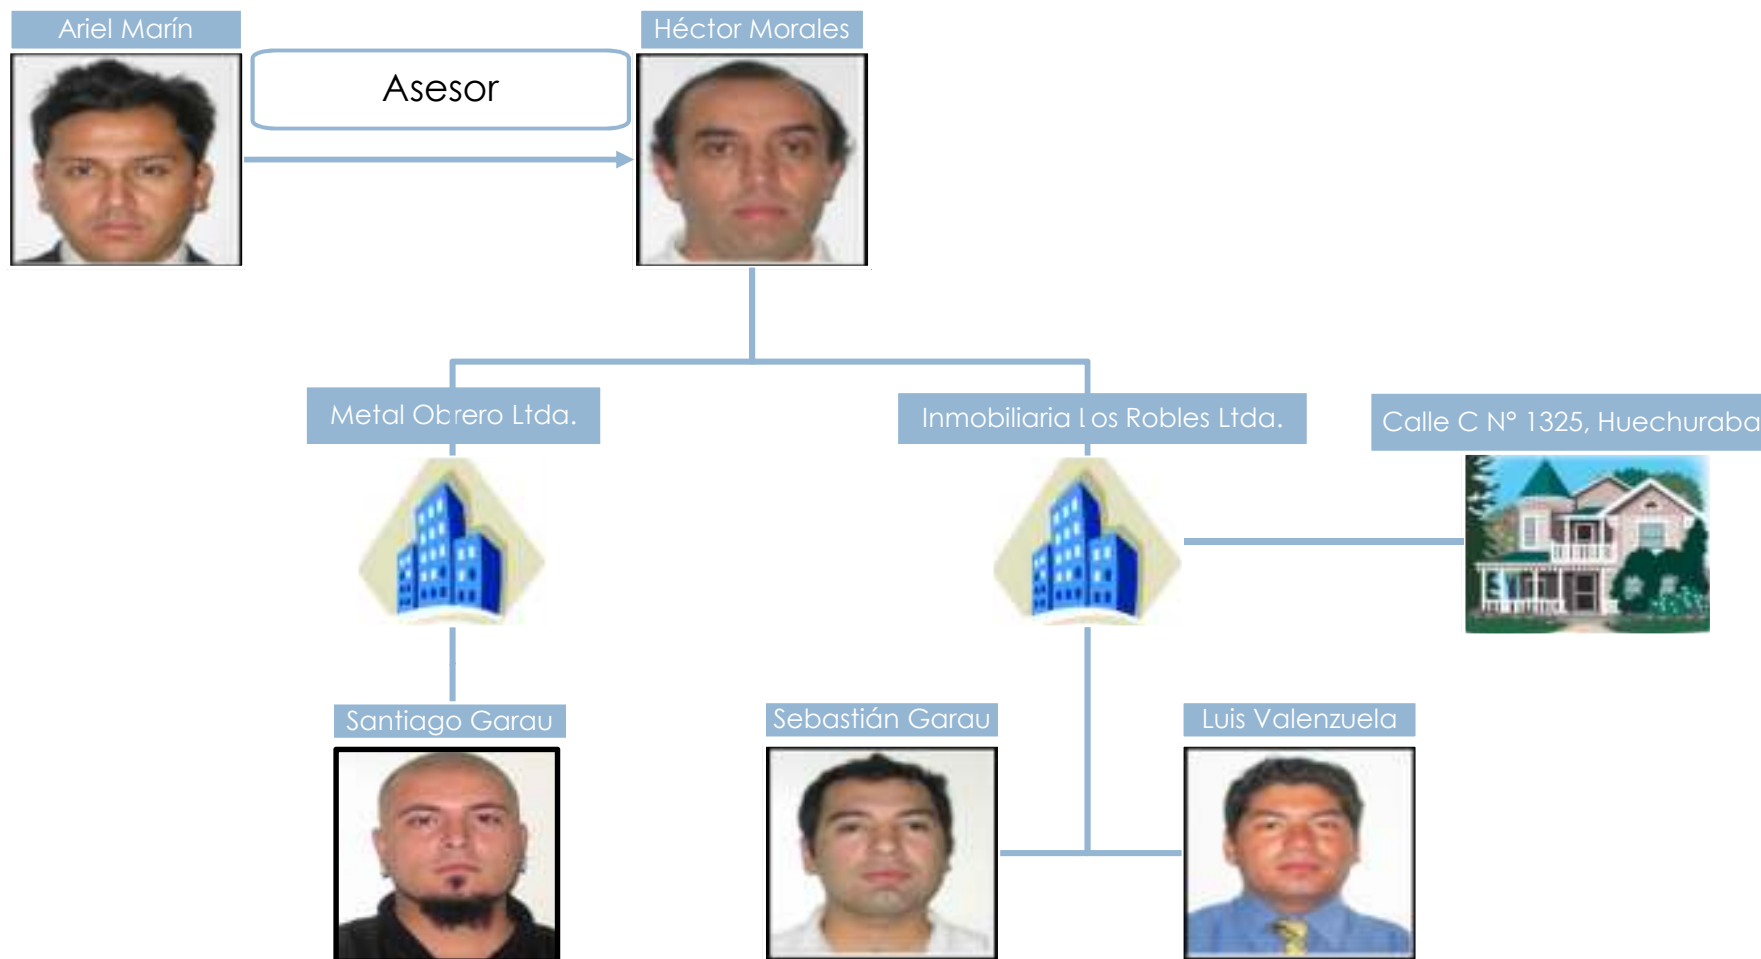 Ariel Marín
Héctor Morales
Asesor
Metal Obrero Ltda.
Inmobiliaria Los Robles Ltda.
Calle C N° 1325, Huechuraba
Santiago Garau
Sebastián Garau
Luis Valenzuela